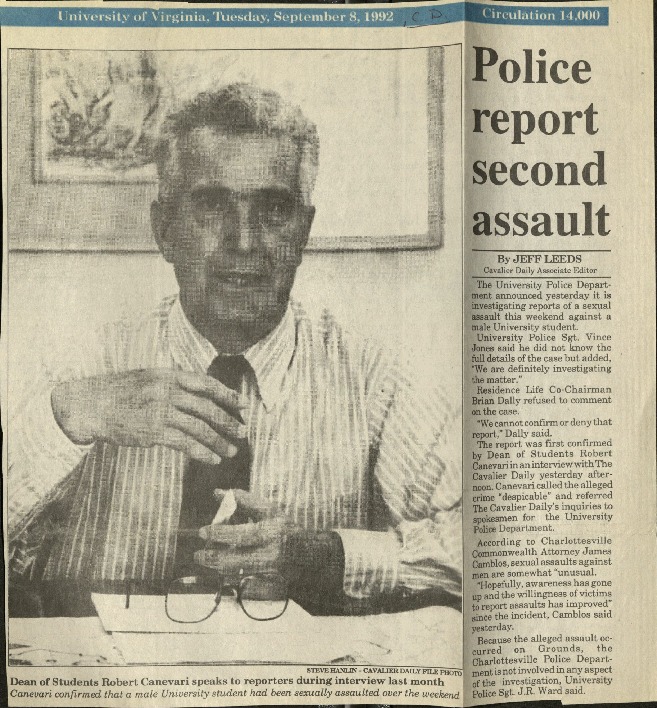 University of Virginia, Tuesday, September 8, 1992 C.D. Circulation 14,000
Police
report
second
assault
By JEFF LEEDS
Cavalier Daily Associate Editor
The University Police Depart-
ment announced yesterday it is
investigating reports of a sexual
assault this weekend against a
male University student.
University Police Sgt. Vince
Jones said he did not know the
full details of the case but added,
"We are definitely investigating
the matter."
Residence Life Co-Chairman
Brian Dally refused to comment
on the case.
"We cannot confirm or deny that
report," Dally said.
The report was first confirmed
by Dean of Students Robert
Canevari in an interview with The
Cavalier Daily yesterday after-
noon. Canevari called the alleged
crime "despicable" and referred
The Cavalier Daily's inquiries to
spokesmen for the University
Police Department.
According to Charlottesville
Commonwealth Attorney James
Camblos, sexual assaults against
men are somewhat "unusual.
"Hopefully, awareness has gone
up and the willingness of victims
to report assaults has improved"
since the incident, Camblos said
yesterday.
Because the alleged assault oc-
curred on Grounds, the
Charlottesville Police Depart-
ment is not involved in any aspect
of the investigation, University
Police Sgt. J.R. Ward said.
STEVE HANLIN - CAVALIER DAILY FILE PHOTO
Dean of Students Robert Canevari speaks to reporters during interview last month
Canevari confirmed that a male University student had been sexually assaulted over the weekend